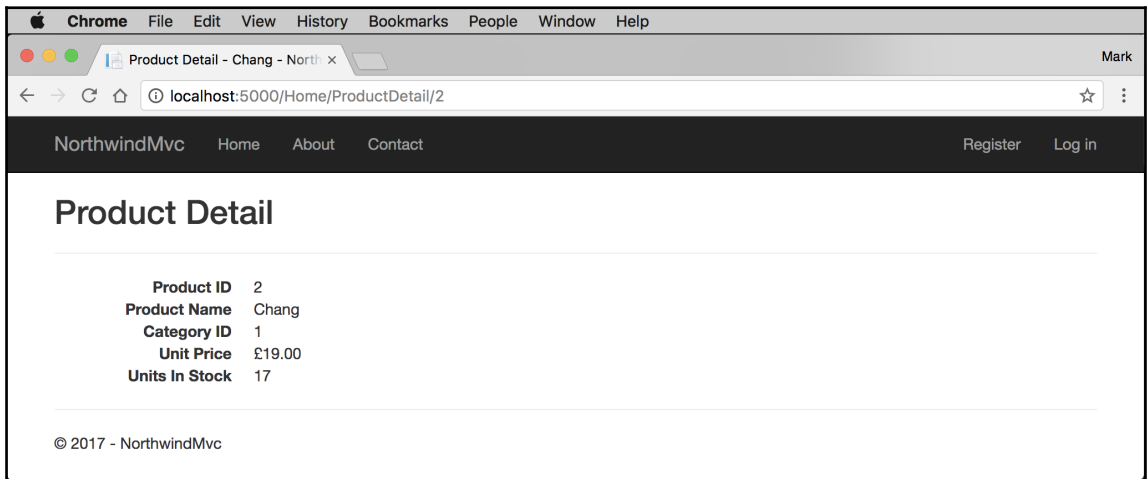 Chrome File Edit View History Bookmarks People Window Help
Product Detail - Chang - North
Mark
localhost:5000/Home/ProductDetail/2
NorthwindMvc Home About Contact Register Log in
Product Detail
Product ID 2
Product Name Chang
Category ID 1
Unit Price £19.00
Units In Stock 17
© 2017 - NorthwindMvc